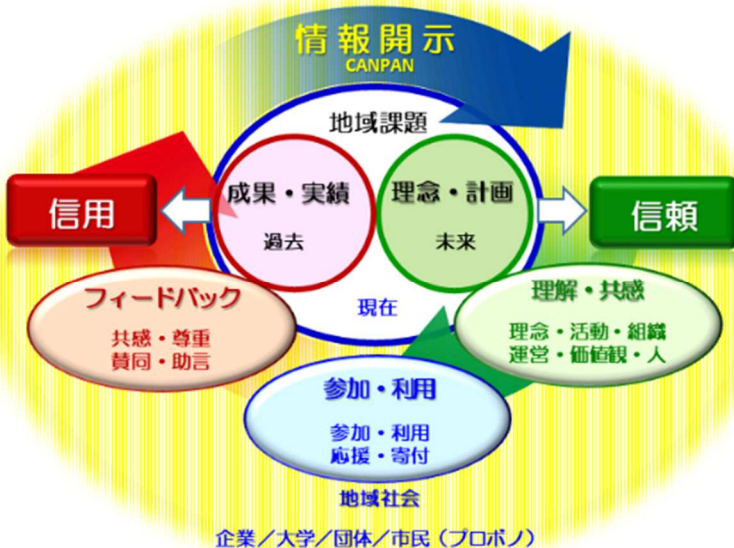 情報開示
CANPAN
地域課題
成果・実績
過去
理念・計画
未来
現在
信用
信頼
フィードバック
共感・尊重
賛同・助言
理解・共感
理念・活動・組織
運営・価値観・人
参加・利用
参加・利用
応援・寄付
地域社会
企業／大学／団体／市民（プロボノ）